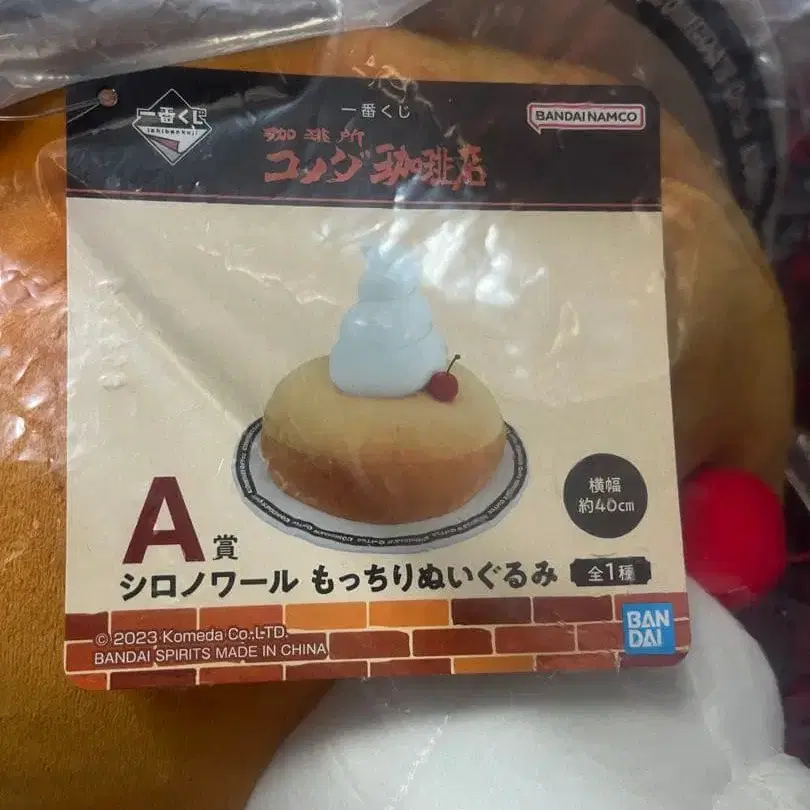 一番くじ
ichibankuji
一番くじ
BANDAI NAMCO
珈琲所
コメダ珈琲店
横幅
約40cm
A賞
シロノワール もっちりぬいぐるみ 全1種
© 2023 Komeda Co.,LTD.
BANDAI SPIRITS MADE IN CHINA
BAN
DAI